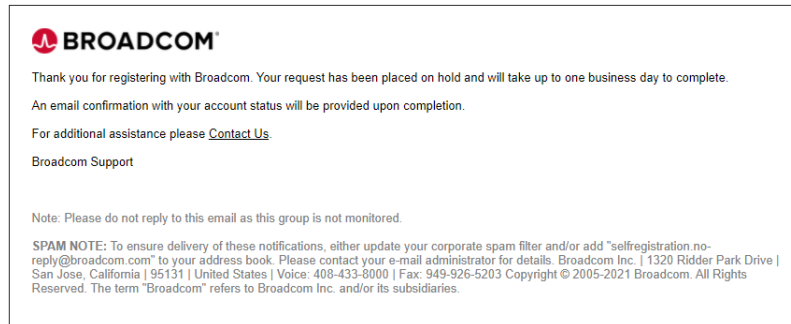 BROADCOM®
Thank you for registering with Broadcom. Your request has been placed on hold and will take up to one business day to complete.
An email confirmation with your account status will be provided upon completion.
For additional assistance please Contact Us.
Broadcom Support
Note: Please do not reply to this email as this group is not monitored.
SPAM NOTE: To ensure delivery of these notifications, either update your corporate spam filter and/or add "selfregistration.no-
reply@broadcom.com" to your address book. Please contact your e-mail administrator for details. Broadcom Inc. | 1320 Ridder Park Drive |
San Jose, California | 95131 | United States | Voice: 408-433-8000 | Fax: 949-926-5203 Copyright © 2005-2021 Broadcom. All Rights
Reserved. The term "Broadcom" refers to Broadcom Inc. and/or its subsidiaries.